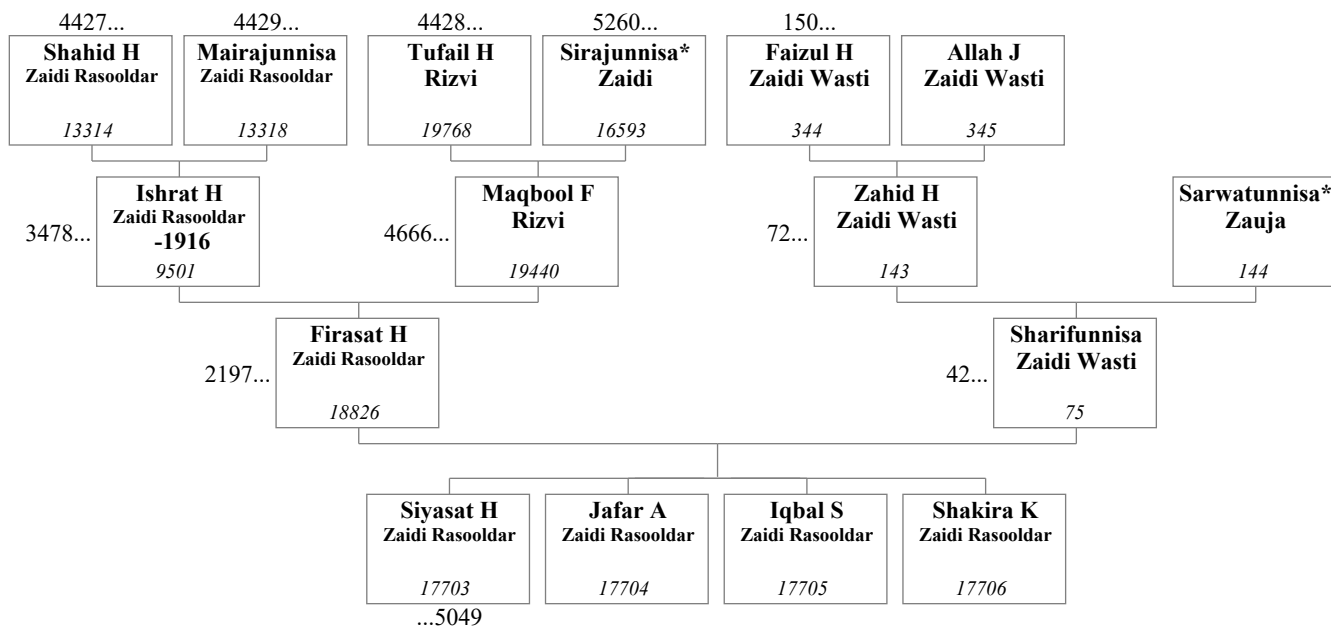 4427... 4429... 4428... 5260... 150...
Shahid H Mairajunnisa Tufail H Sirajunnisa* Faizul H Allah J
Zaidi Rasooldar Zaidi Rasooldar Rizvi Zaidi Zaidi Wasti Zaidi Wasti
13314 13318 19768 16593 344 345
Ishrat H Maqbool F Zahid H Sarwatunnisa*
Zaidi Rasooldar Rizvi Zaidi Wasti Zauja
3478... -1916 4666... 72...
9501 19440 143 144
Firasat H Sharifunnisa
Zaidi Rasooldar Zaidi Wasti
2197... 42...
18826 75
Siyasat H Jafar A Iqbal S Shakira K
Zaidi Rasooldar Zaidi Rasooldar Zaidi Rasooldar Zaidi Rasooldar
17703 17704 17705 17706
...5049